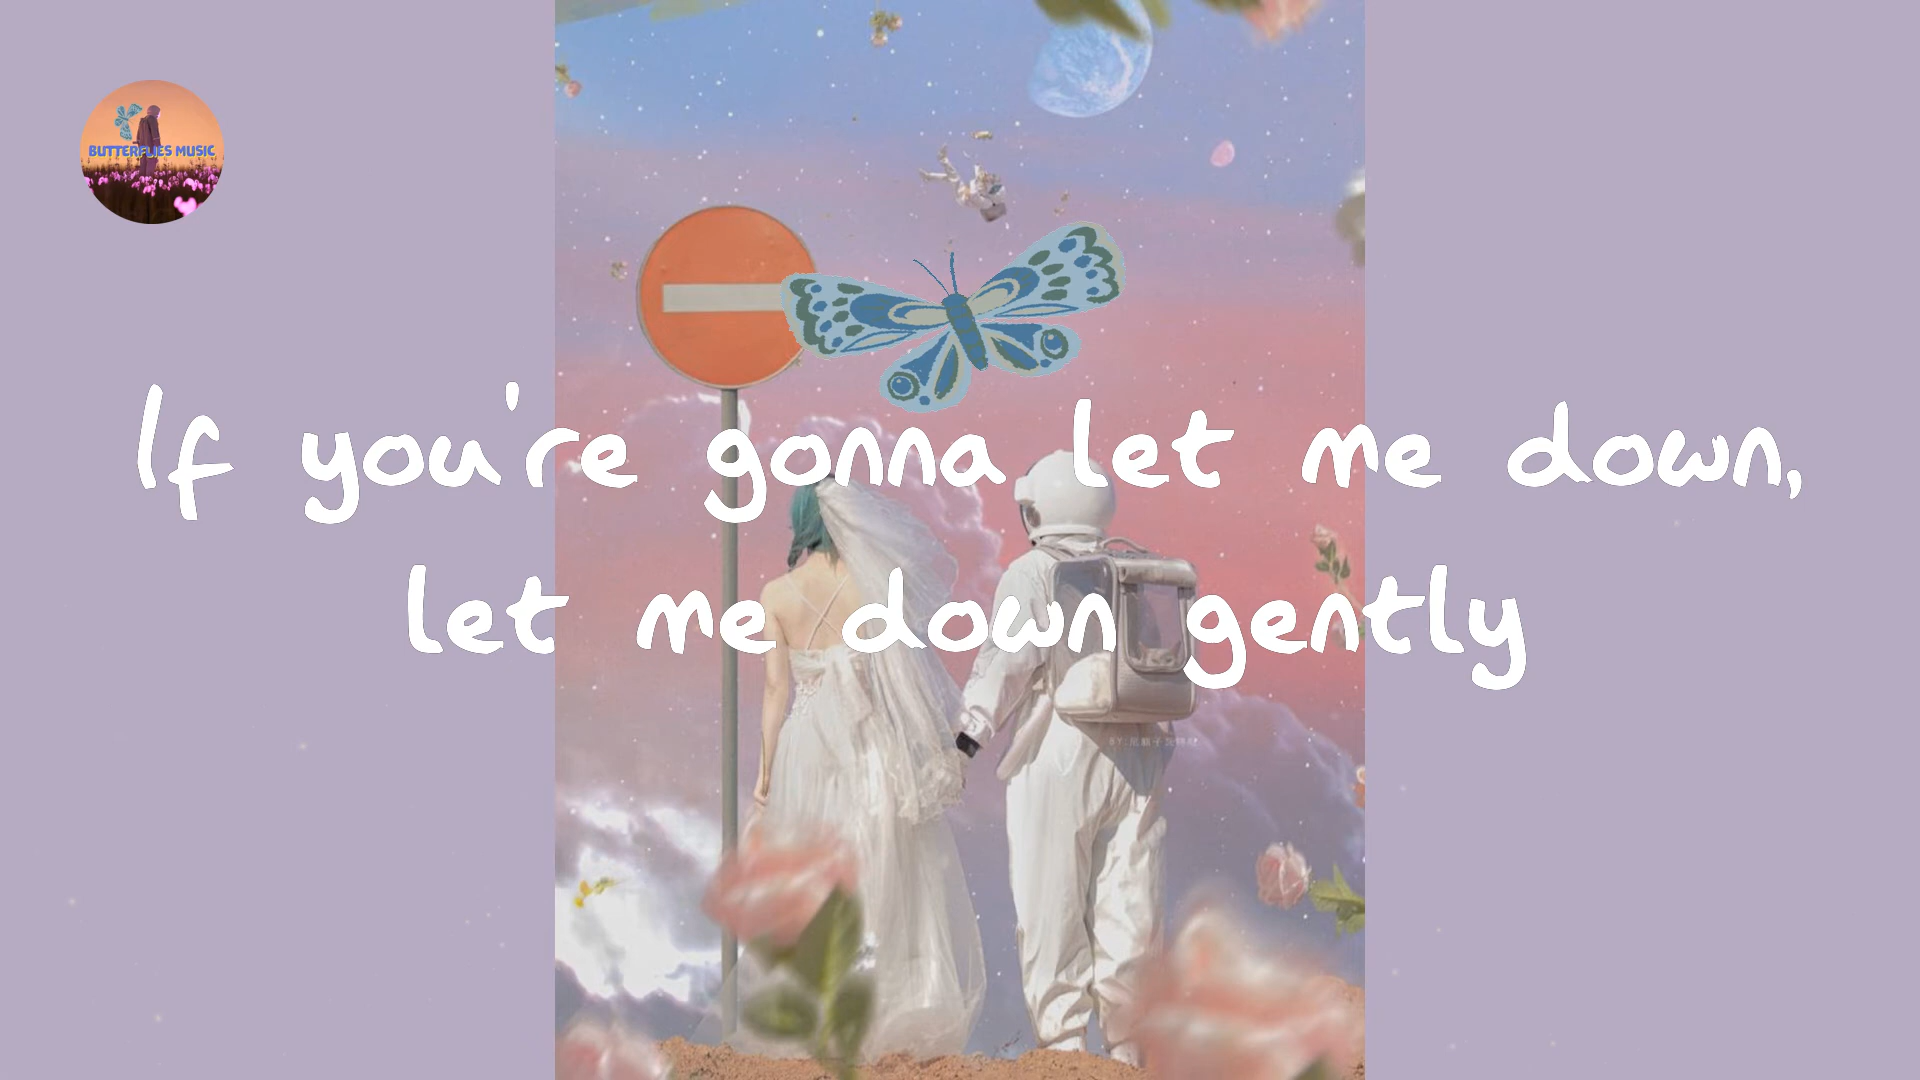 BUTTERFLIES MUSIC
If you're gonna let me down,
let me down gently